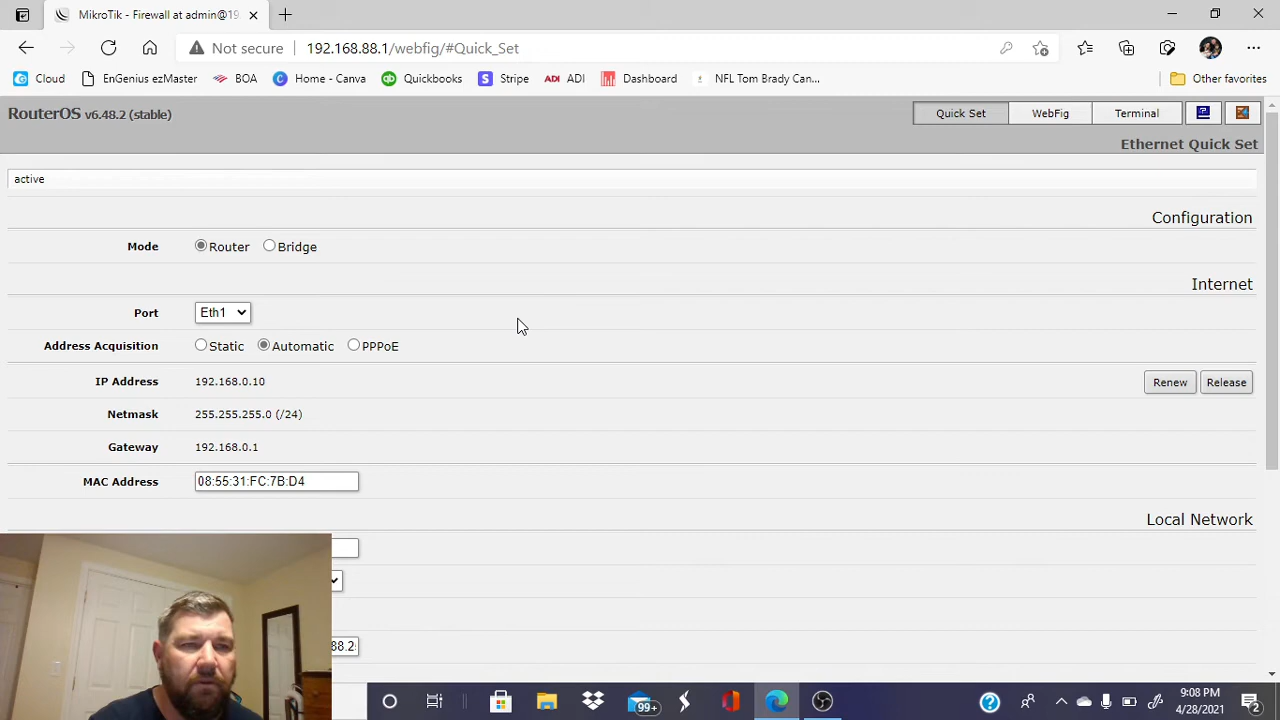 MikroTik - Firewall at admin@19
Not secure 192.168.88.1/webfig/#Quick_Set
Cloud EnGenius ezMaster BOA Home - Canva Quickbooks Stripe ADI ADI Dashboard NFL Tom Brady Can... Other favorites
RouterOS v6.48.2 (stable) Quick Set WebFig Terminal
Ethernet Quick Set
active
Configuration
Mode Router Bridge
Internet
Port Eth1
Address Acquisition Static Automatic PPPoE
IP Address 192.168.0.10 Renew Release
Netmask 255.255.255.0 (/24)
Gateway 192.168.0.1
MAC Address 08:55:31:FC:7B:D4
Local Network
99+ 9:08 PM
4/28/2021 2